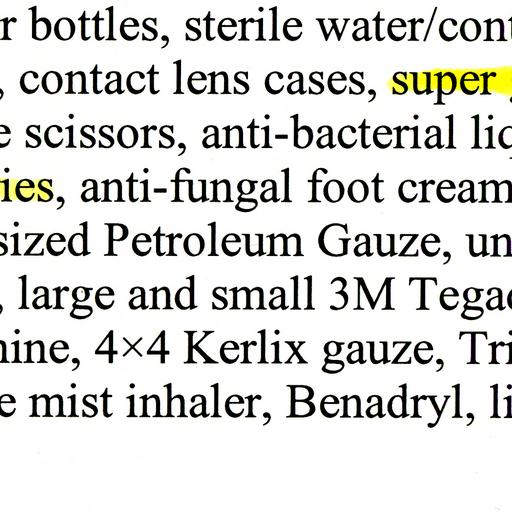 r bottles, sterile water/cont
, contact lens cases, super
e scissors, anti-bacterial liq
ies, anti-fungal foot cream
sized Petroleum Gauze, un
, large and small 3M Tegad
nine, 4×4 Kerlix gauze, Tri
e mist inhaler, Benadryl, li